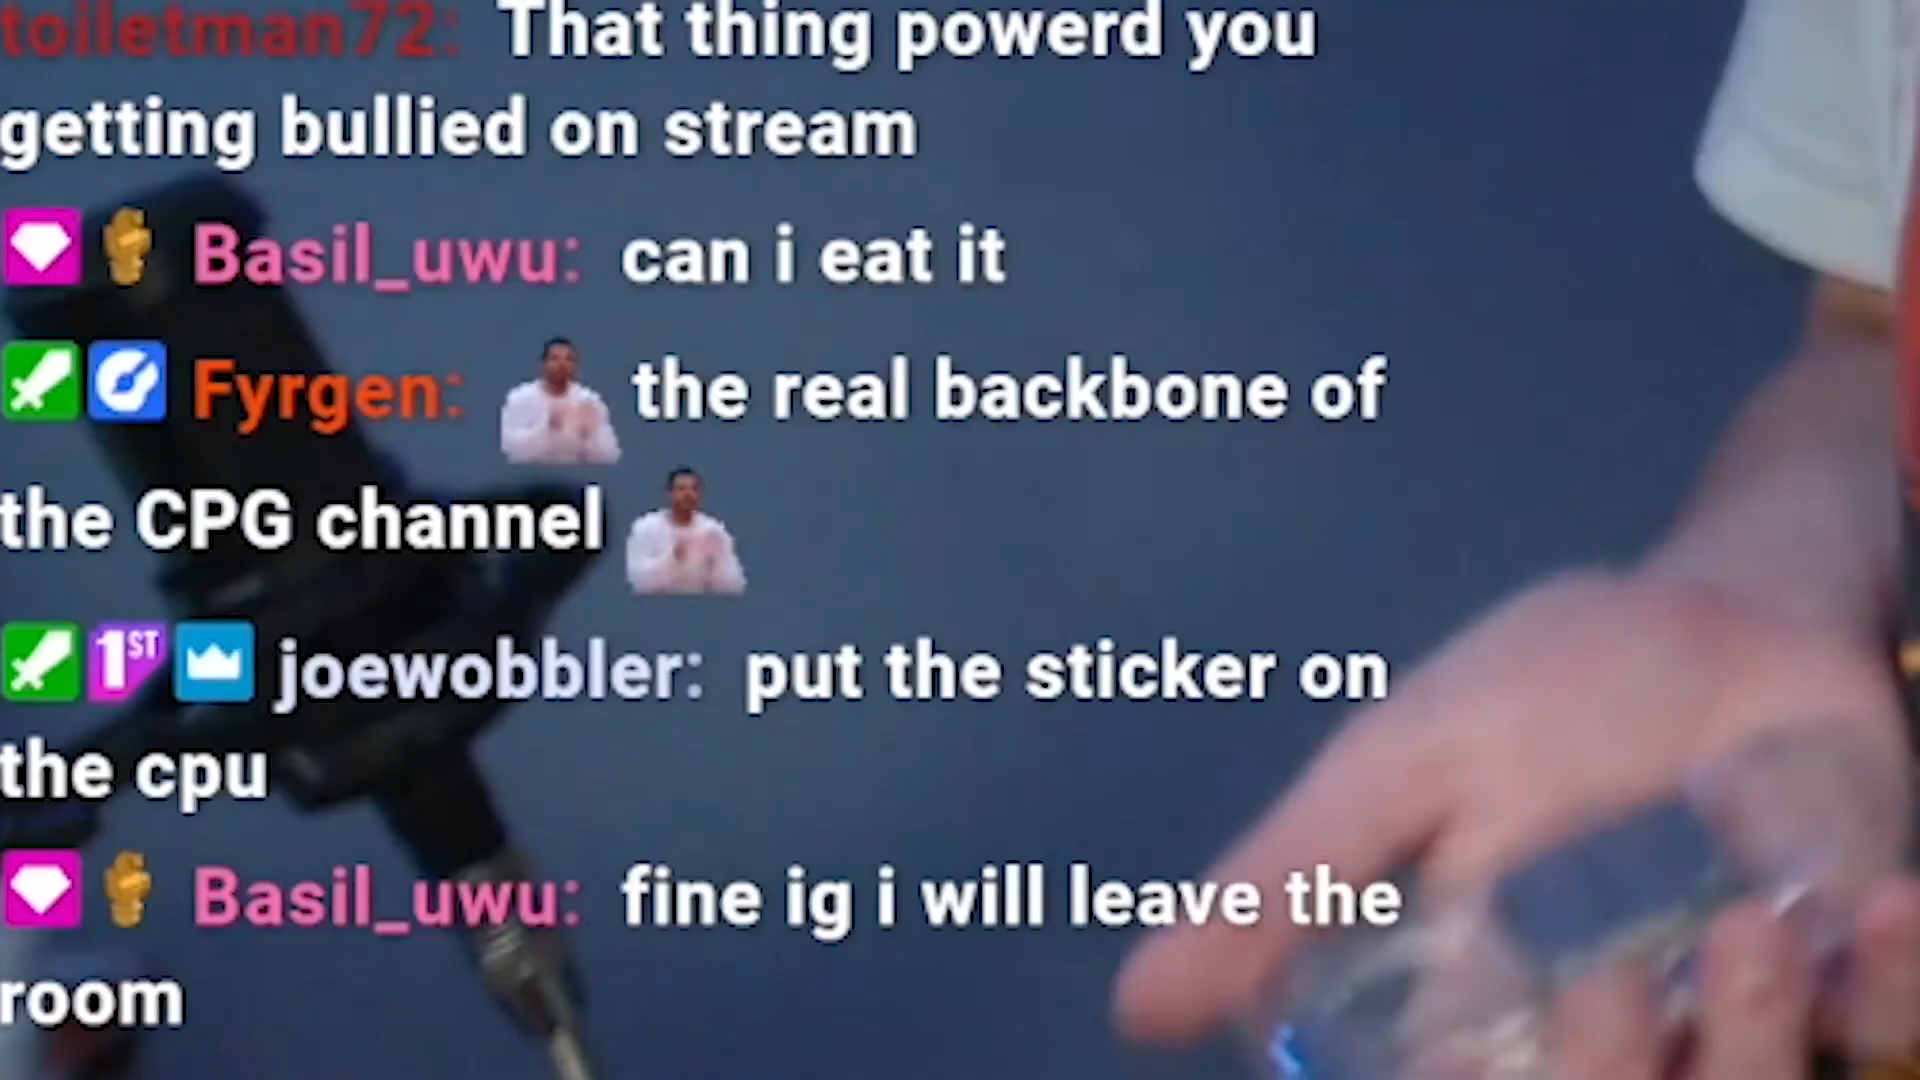 toiletman72: That thing powerd you
getting bullied on stream
Basil_uwu: can i eat it
Fyrgen: the real backbone of
the CPG channel
1ST joewobbler: put the sticker on
the cpu
Basil_uwu: fine ig i will leave the
room